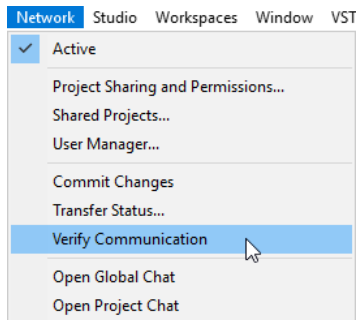 Network Studio Workspaces Window VST
Active
Project Sharing and Permissions...
Shared Projects...
User Manager...
Commit Changes
Transfer Status...
Verify Communication
Open Global Chat
Open Project Chat